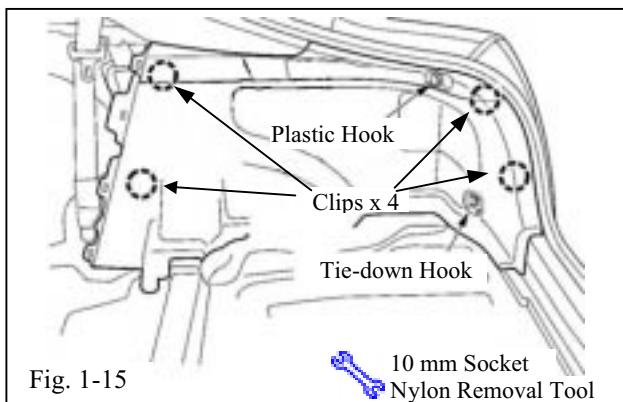 Plastic Hook
Clips x 4
Tie-down Hook
Fig. 1-15
10 mm Socket
Nylon Removal Tool